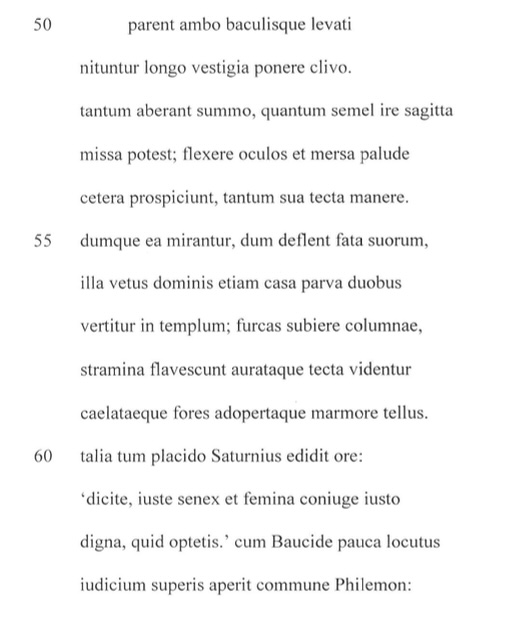 50 parent ambo baculisque levati
nituntur longo vestigia ponere clivo.
tantum aberant summo, quantum semel ire sagitta
missa potest; flexere oculos et mersa palude
cetera prospiciunt, tantum sua tecta manere.
55 dumque ea mirantur, dum deflent fata suorum,
illa vetus dominis etiam casa parva duobus
vertitur in templum; furcas subiere columnae,
stramina flavescunt aurataque tecta videntur
caelataeque fores adopertaque marmore tellus.
60 talia tum placido Saturnius edidit ore:
‘dicite, iuste senex et femina coniuge iusto
digna, quid optetis.’ cum Baucide pauca locutus
iudicium superis aperit commune Philemon: